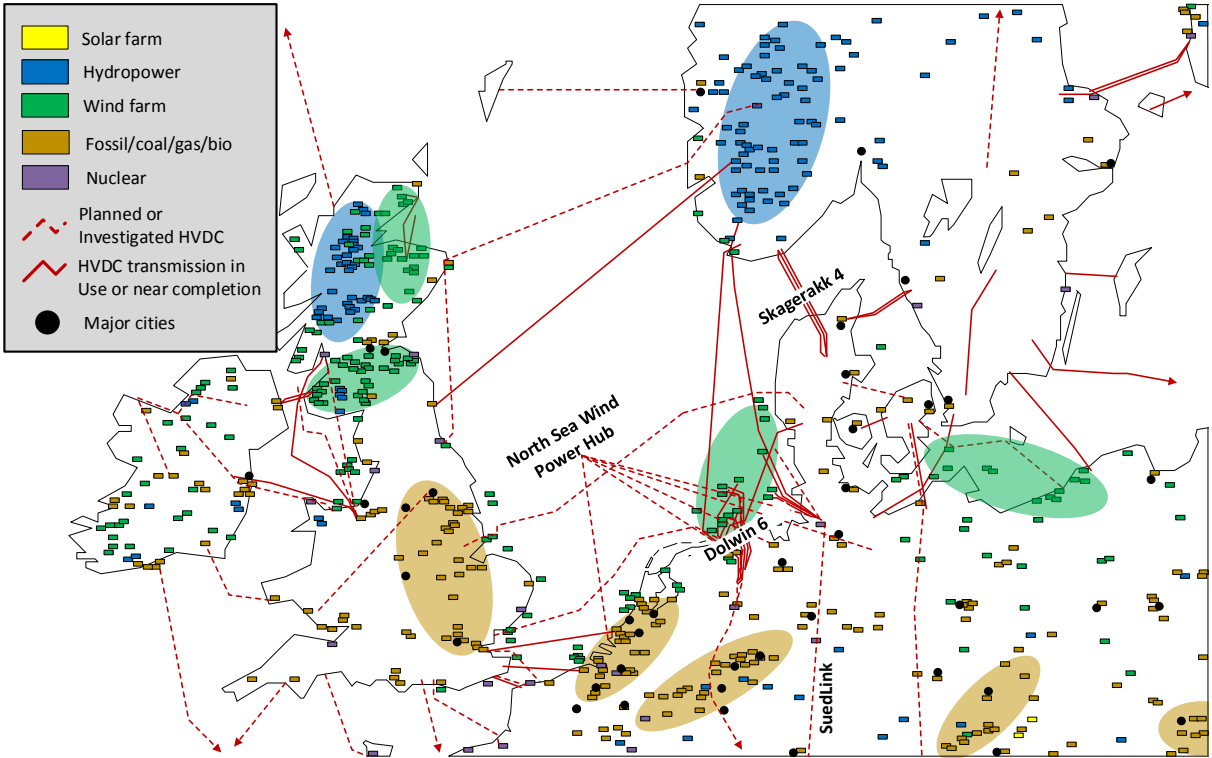 Solar farm
Hydropower
Wind farm
Fossil/coal/gas/bio
Nuclear
Planned or
Investigated HVDC
HVDC transmission in
Use or near completion
Major cities
Skagerakk 4
North Sea Wind
Power Hub
Dolwin 6
SuedLink